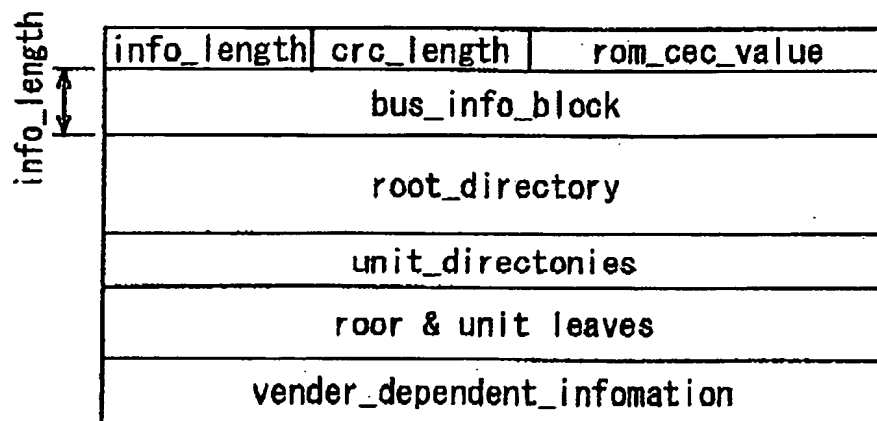 info_length crc_length rom_cec_value
info_length
bus_info_block
root_directory
unit_directonies
roor & unit leaves
vender_dependent_infomation